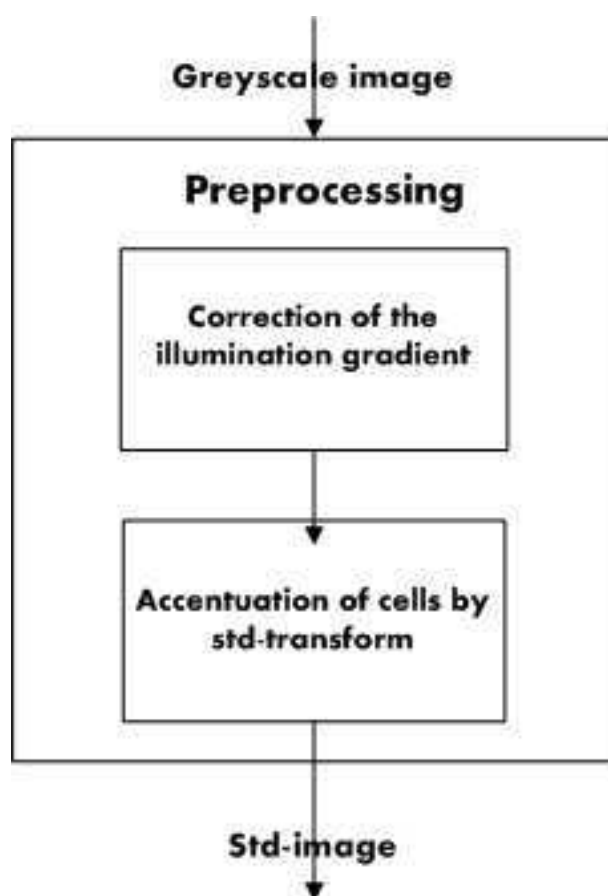 Greyscale image
Preprocessing
Correction of the
illumination gradient
Accentuation of cells by
std-transform
Std-image